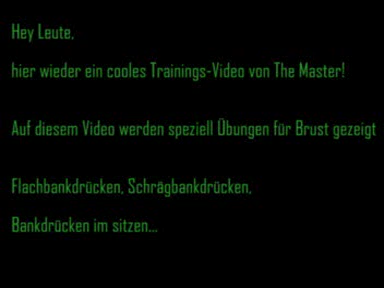 Hey Leute,
hier wieder ein cooles Trainings-Video von The Master!
Auf diesem Video werden speziell Übungen für Brust gezeigt
Flachbankdrücken, Schrägbankdrücken,
Bankdrücken im sitzen...